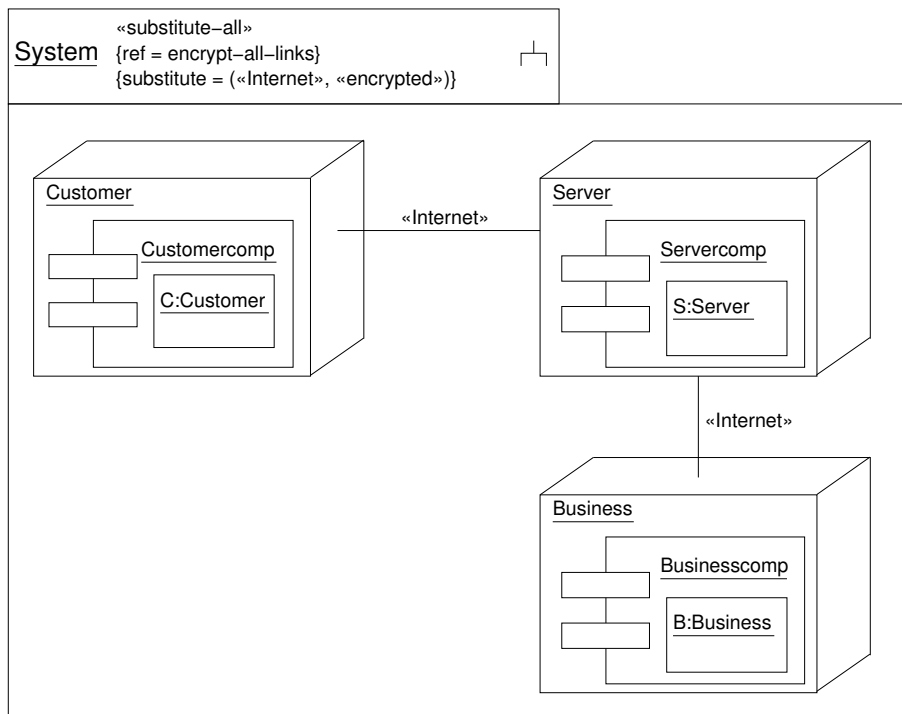 «substitute−all»
System
{ref = encrypt−all−links}
{substitute = («Internet», «encrypted»)}
Customer
Customercomp
C:Customer
«Internet»
Server
Servercomp
S:Server
«Internet»
Business
Businesscomp
B:Business